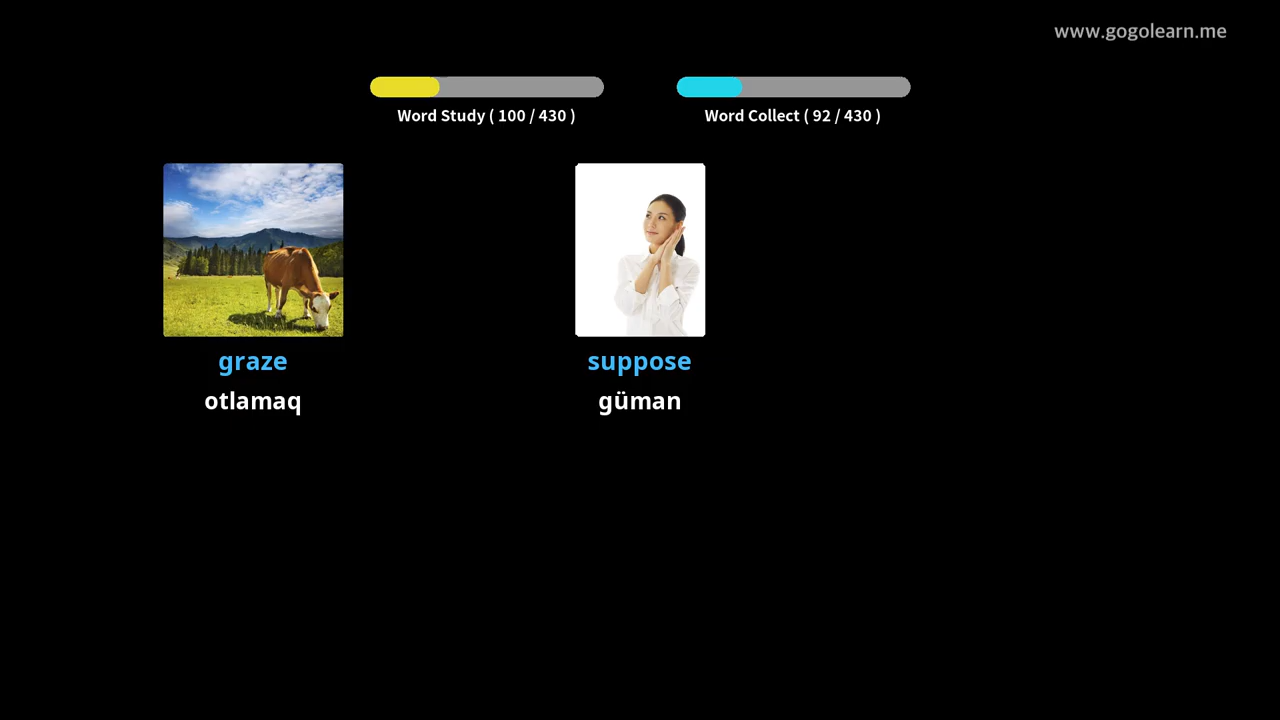 www.gogolearn.me
Word Study ( 100 / 430 )
Word Collect ( 92 / 430 )
graze
otlamaq
suppose
güman